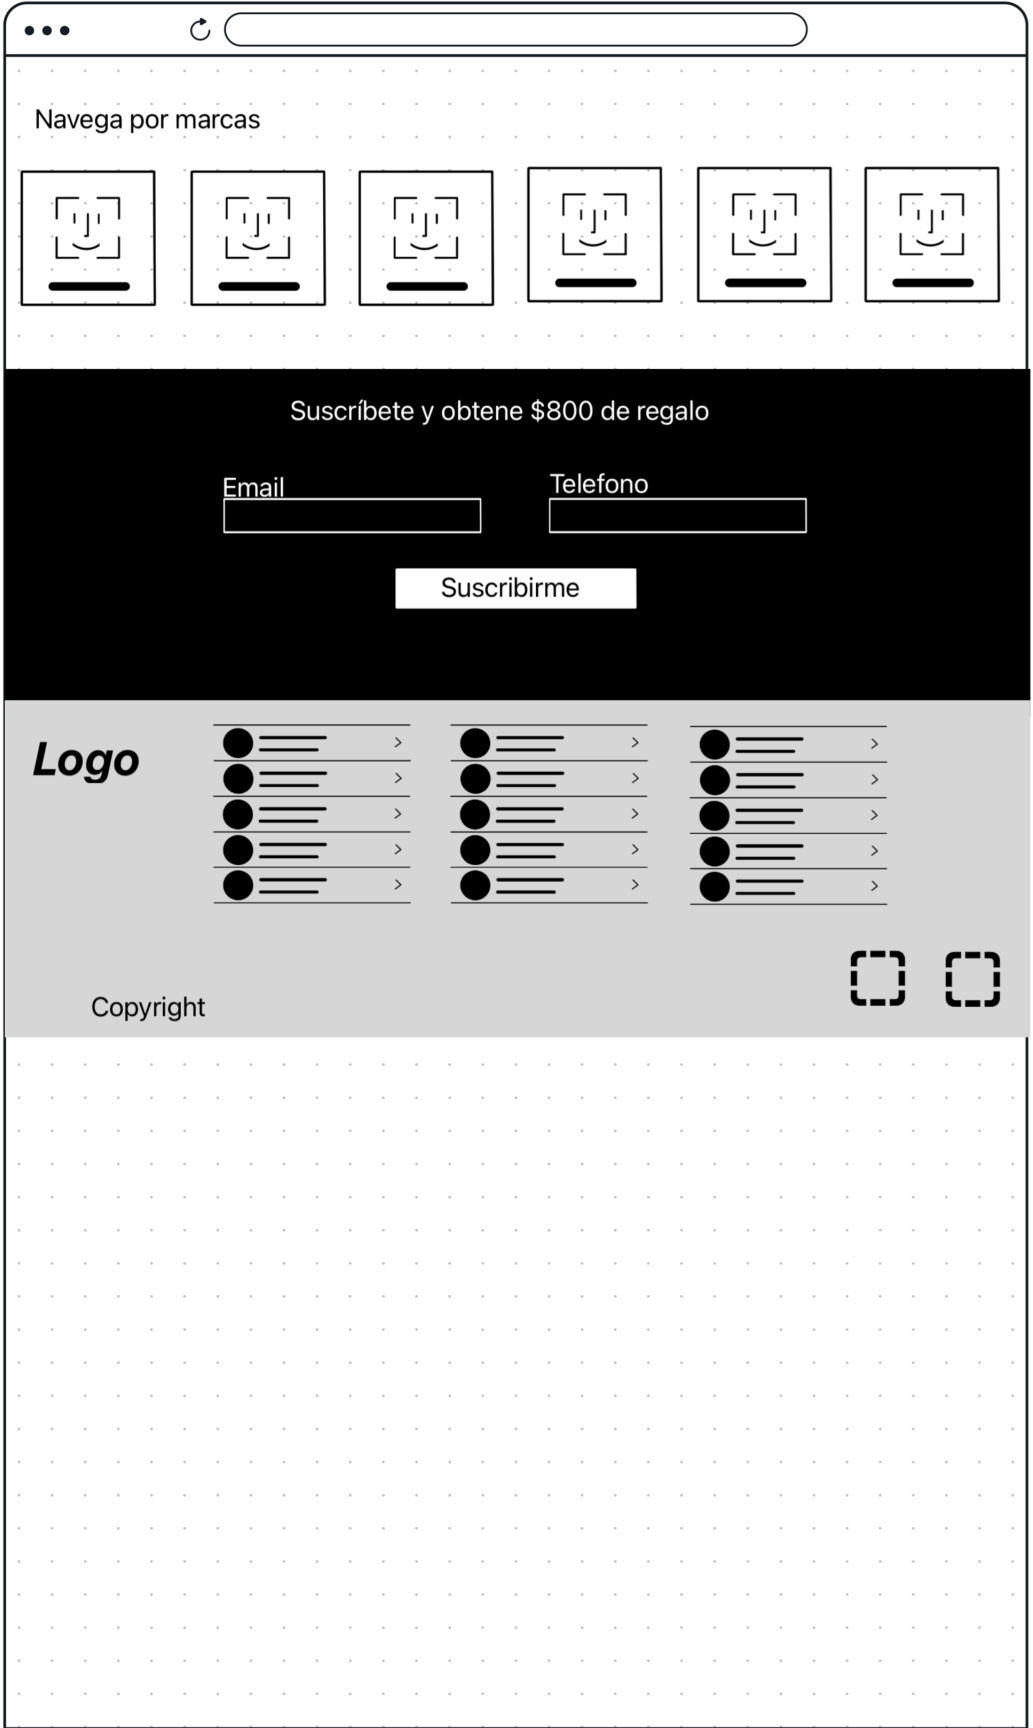 Navega por marcas
Suscríbete y obtene $800 de regalo
Email
Telefono
Suscribirme
Logo
Copyright